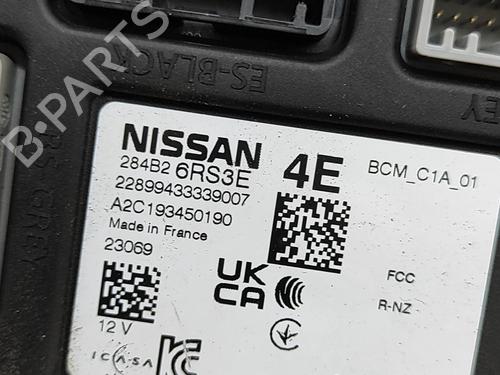 B-PARTS
ES-BLACK
NISSAN
284B2 6RS3E
4E
BCM_C1A_01
22899433339007
A2C193450190
Made in France
23069
UK
CA
FCC
R-NZ
12 V
ICASA